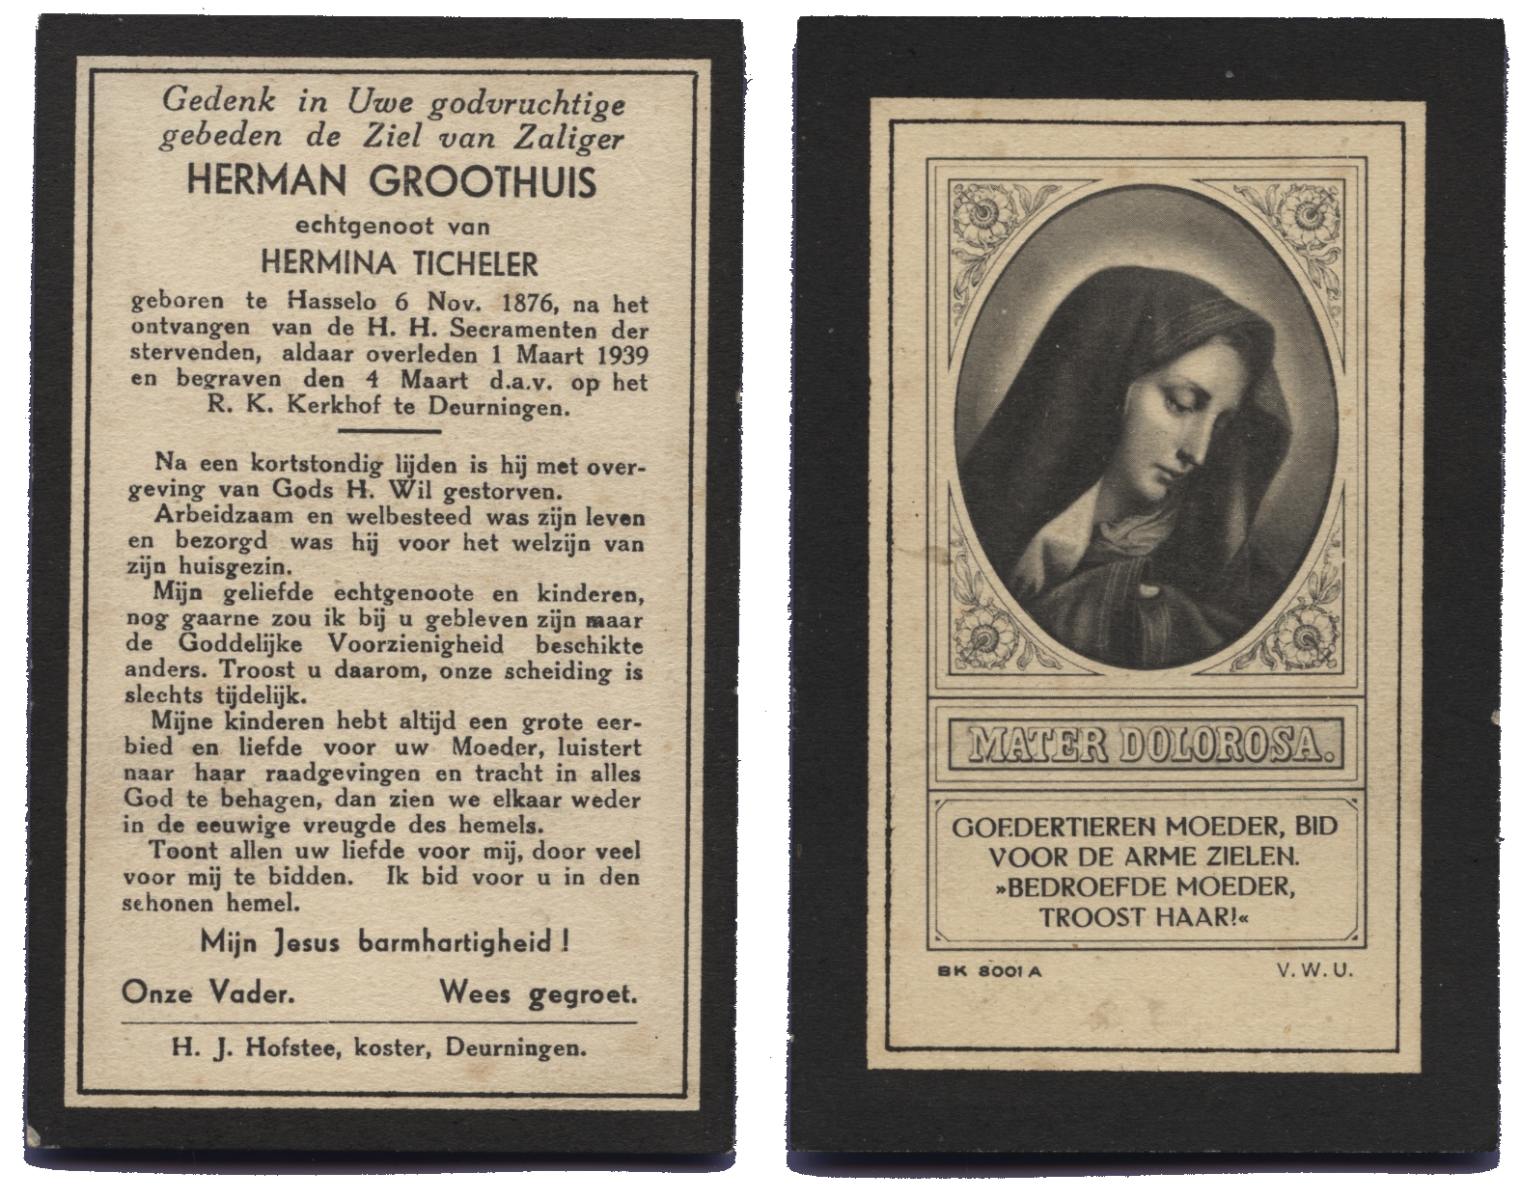 Gedenk in Uwe godvruchtige
gebeden de Ziel van Zaliger
HERMAN GROOTHUIS
echtgenoot van
HERMINA TICHELER
geboren te Hasselo 6 Nov. 1876, na het
ontvangen van de H. H. Secramenten der
stervenden, aldaar overleden 1 Maart 1939
en begraven den 4 Maart d.a.v. op het
R. K. Kerkhof te Deurningen.
Na een kortstondig lijden is hij met over-
geving van Gods H. Wil gestorven.
Arbeidzaam en welbesteed was zijn leven
en bezorgd was hij voor het welzijn van
zijn huisgezin.
Mijn geliefde echtgenoote en kinderen,
nog gaarne zou ik bij u gebleven zijn maar
de Goddelijke Voorzienigheid beschikte
anders. Troost u daarom, onze scheiding is
slechts tijdelijk.
Mijne kinderen hebt altijd een grote eer-
bied en liefde voor uw Moeder, luistert
naar haar raadgevingen en tracht in alles
God te behagen, dan zien we elkaar weder
in de eeuwige vreugde des hemels.
Toont allen uw liefde voor mij, door veel
voor mij te bidden. Ik bid voor u in den
schonen hemel.
Mijn Jesus barmhartigheid !
Onze Vader. Wees gegroet.
H. J. Hofstee, koster, Deurningen.
MATER DOLOROSA.
GOEDERTIEREN MOEDER, BID
VOOR DE ARME ZIELEN.
»BEDROEFDE MOEDER,
TROOST HAAR!«
BK 8001 A V. W. U.